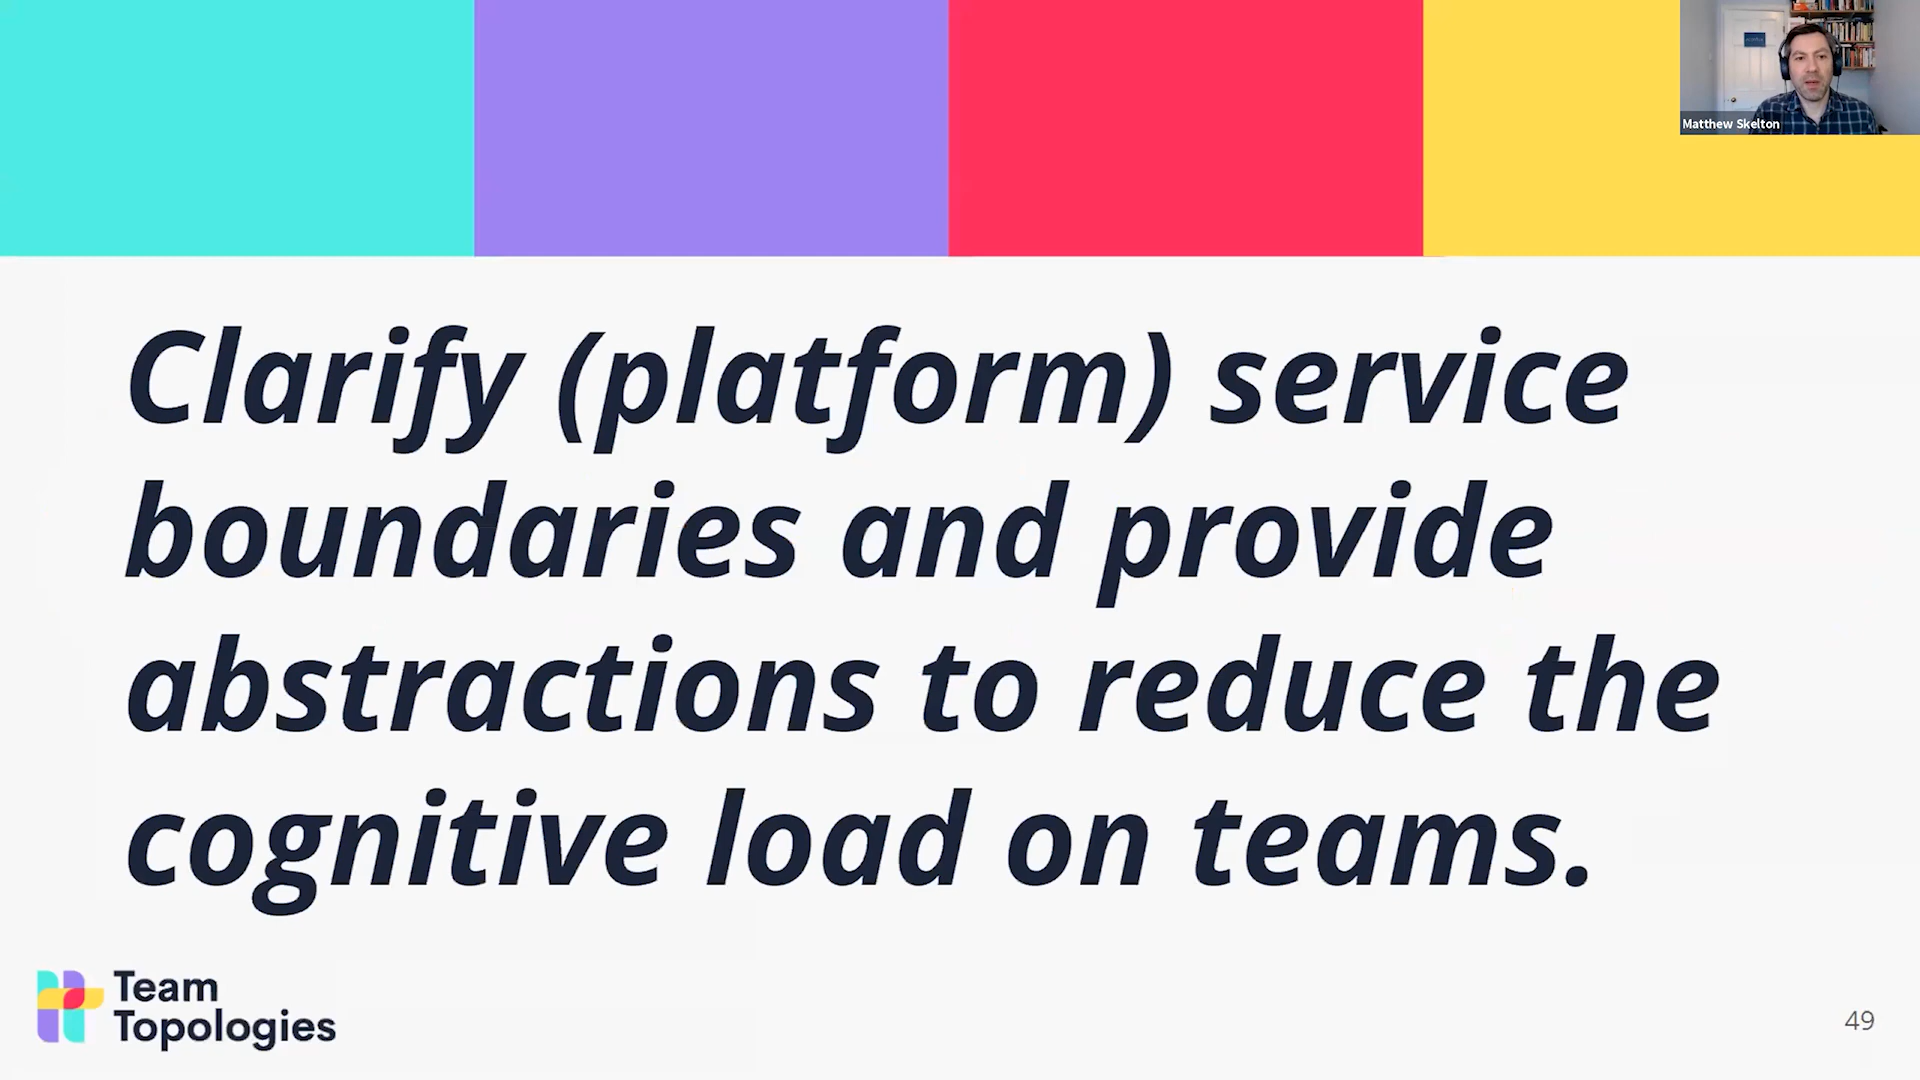 Matthew Skelton
Clarify (platform) service
boundaries and provide
abstractions to reduce the
cognitive load on teams.
Team
Topologies
49